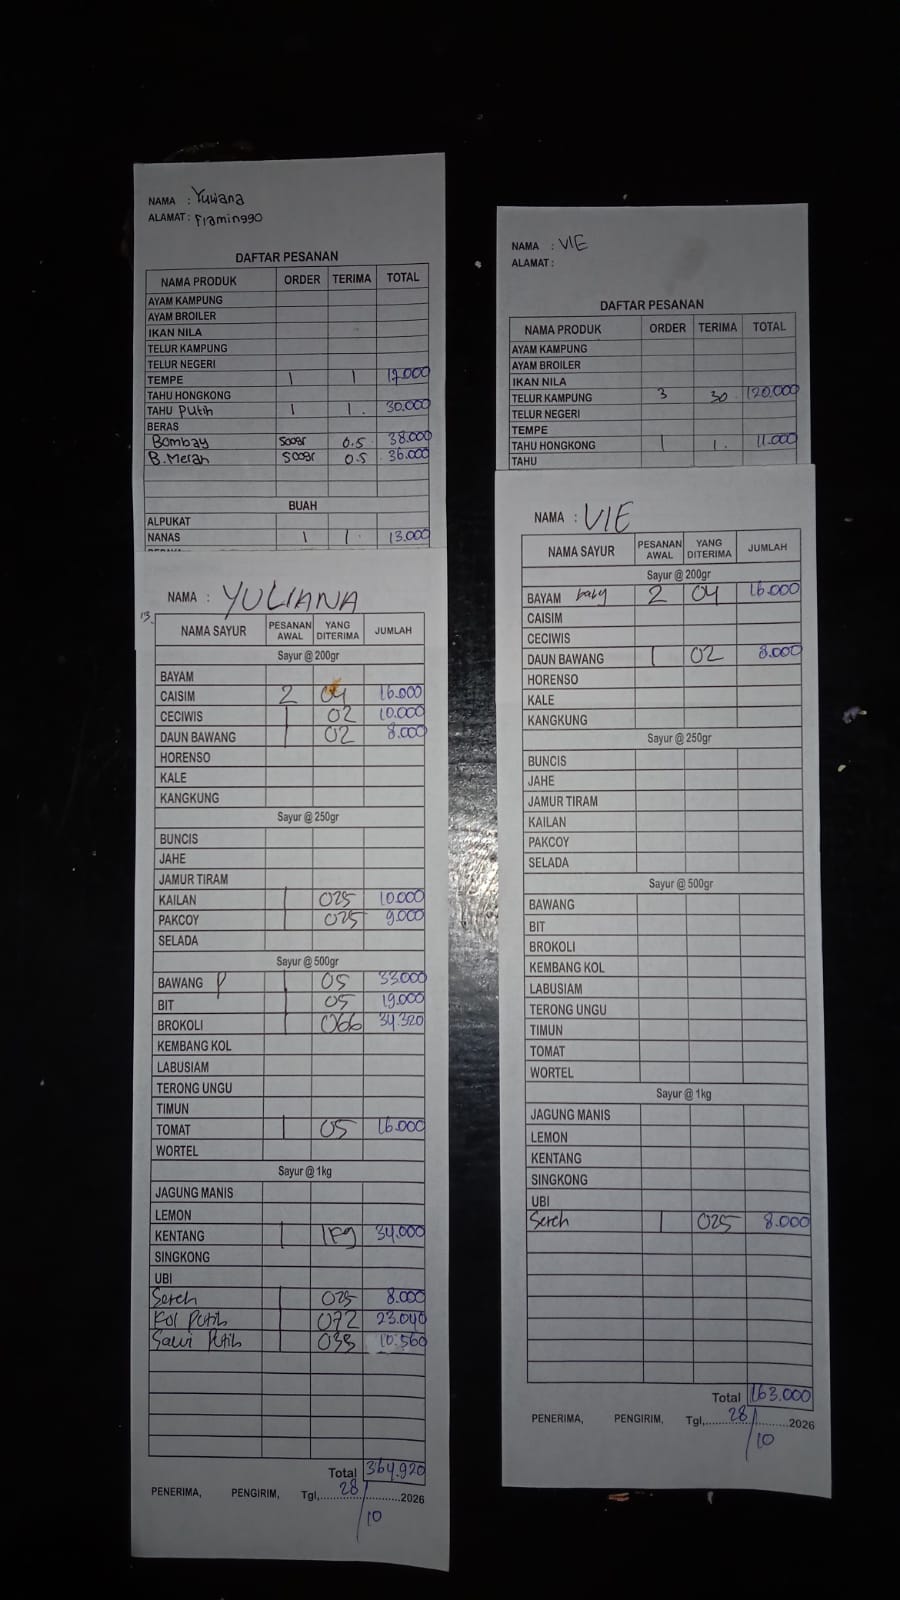 NAMA : Yuliana
ALAMAT : Flaminggo
DAFTAR PESANAN
NAMA PRODUK ORDER TERIMA TOTAL
AYAM KAMPUNG
AYAM BROILER
IKAN NILA
TELUR KAMPUNG
TELUR NEGERI
TEMPE 1 1 17.000
TAHU HONGKONG
TAHU Putih 1 1. 30.000
BERAS
Bombay 500gr 0.5 38.000
B. Merah 500gr 0.5 36.000
BUAH
ALPUKAT
NANAS 1 1 13.000
13.
NAMA : YULIANA
NAMA SAYUR PESANAN AWAL YANG DITERIMA JUMLAH
Sayur @ 200gr
BAYAM
CAISIM 2 04 16.000
CECIWIS 1 02 10.000
DAUN BAWANG 1 02 8.000
HORENSO
KALE
KANGKUNG
Sayur @ 250gr
BUNCIS
JAHE
JAMUR TIRAM
KAILAN 1 025 10.000
PAKCOY 1 025 9.000
SELADA
Sayur @ 500gr
BAWANG P 1 05 33.000
BIT 1 05 19.000
BROKOLI 1 066 34.320
KEMBANG KOL
LABUSIAM
TERONG UNGU
TIMUN
TOMAT 1 05 16.000
WORTEL
Sayur @ 1kg
JAGUNG MANIS
LEMON
KENTANG 1 1kg 34.000
SINGKONG
UBI
Sereh 1 025 8.000
Kol Putih 1 072 23.040
Sawi Putih 1 10.560
Total 364.920
PENERIMA, PENGIRIM, Tgl,..... 28/10 .....2026
NAMA : VIE
ALAMAT :
DAFTAR PESANAN
NAMA PRODUK ORDER TERIMA TOTAL
AYAM KAMPUNG
AYAM BROILER
IKAN NILA
TELUR KAMPUNG 3 30 120.000
TELUR NEGERI
TEMPE
TAHU HONGKONG 1 1. 11.000
TAHU
NAMA : VIE
NAMA SAYUR PESANAN AWAL YANG DITERIMA JUMLAH
Sayur @ 200gr
BAYAM baby 2 04 16.000
CAISIM
CECIWIS
DAUN BAWANG 1 02 8.000
HORENSO
KALE
KANGKUNG
Sayur @ 250gr
BUNCIS
JAHE
JAMUR TIRAM
KAILAN
PAKCOY
SELADA
Sayur @ 500gr
BAWANG
BIT
BROKOLI
KEMBANG KOL
LABUSIAM
TERONG UNGU
TIMUN
TOMAT
WORTEL
Sayur @ 1kg
JAGUNG MANIS
LEMON
KENTANG
SINGKONG
UBI
Sereh 1 025 8.000
Total 163.000
PENERIMA, PENGIRIM, Tgl,..... 28/10 .....2026